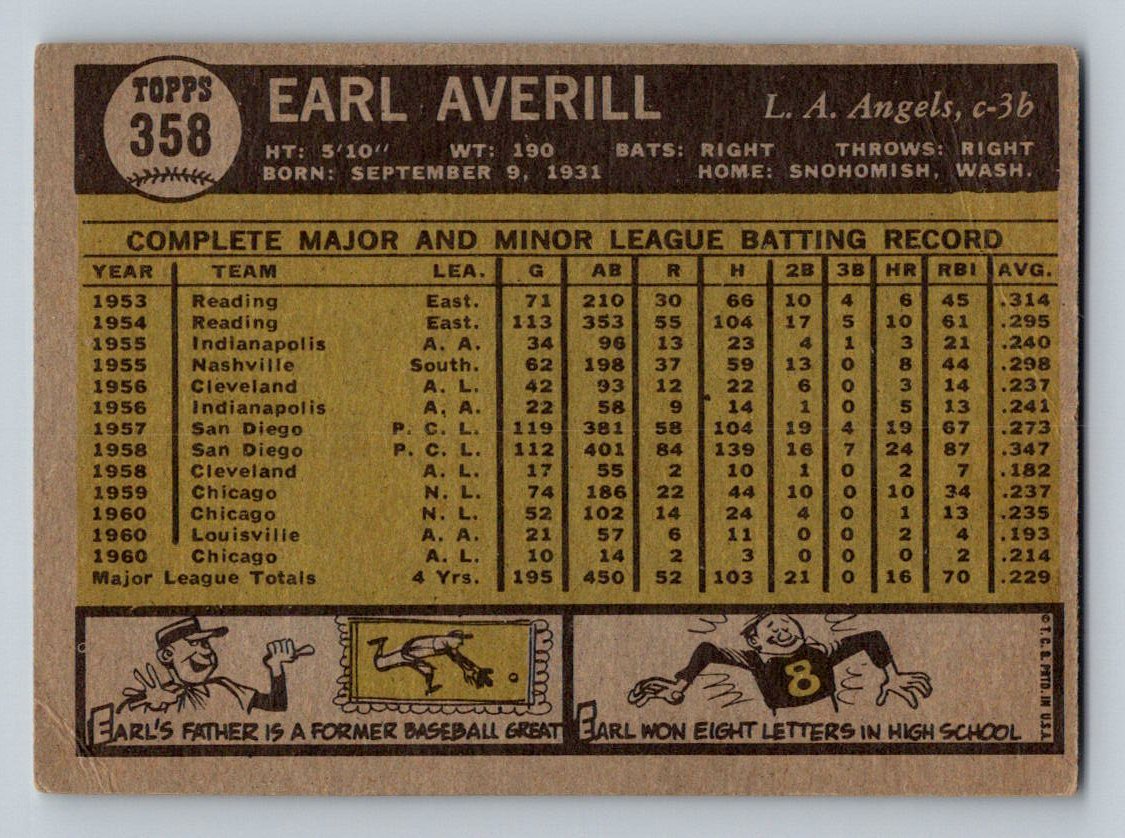 TOPPS
358
EARL AVERILL L. A. Angels, c-3b
HT: 5'10" WT: 190 BATS: RIGHT THROWS: RIGHT
BORN: SEPTEMBER 9, 1931 HOME: SNOHOMISH, WASH.
COMPLETE MAJOR AND MINOR LEAGUE BATTING RECORD
YEAR TEAM LEA. G AB R H 2B 3B HR RBI AVG.
1953 Reading East. 71 210 30 66 10 4 6 45 .314
1954 Reading East. 113 353 55 104 17 5 10 61 .295
1955 Indianapolis A. A. 34 96 13 23 4 1 3 21 .240
1955 Nashville South. 62 198 37 59 13 0 8 44 .298
1956 Cleveland A. L. 42 93 12 22 6 0 3 14 .237
1956 Indianapolis A. A. 22 58 9 14 1 0 5 13 .241
1957 San Diego P. C. L. 119 381 58 104 19 4 19 67 .273
1958 San Diego P. C. L. 112 401 84 139 16 7 24 87 .347
1958 Cleveland A. L. 17 55 2 10 1 0 2 7 .182
1959 Chicago N. L. 74 186 22 44 10 0 10 34 .237
1960 Chicago N. L. 52 102 14 24 4 0 1 13 .235
1960 Louisville A. A. 21 57 6 11 0 0 2 4 .193
1960 Chicago A. L. 10 14 2 3 0 0 0 2 .214
Major League Totals 4 Yrs. 195 450 52 103 21 0 16 70 .229
EARL'S FATHER IS A FORMER BASEBALL GREAT
8
EARL WON EIGHT LETTERS IN HIGH SCHOOL
© T. C. G. PRTD. IN U.S.A.